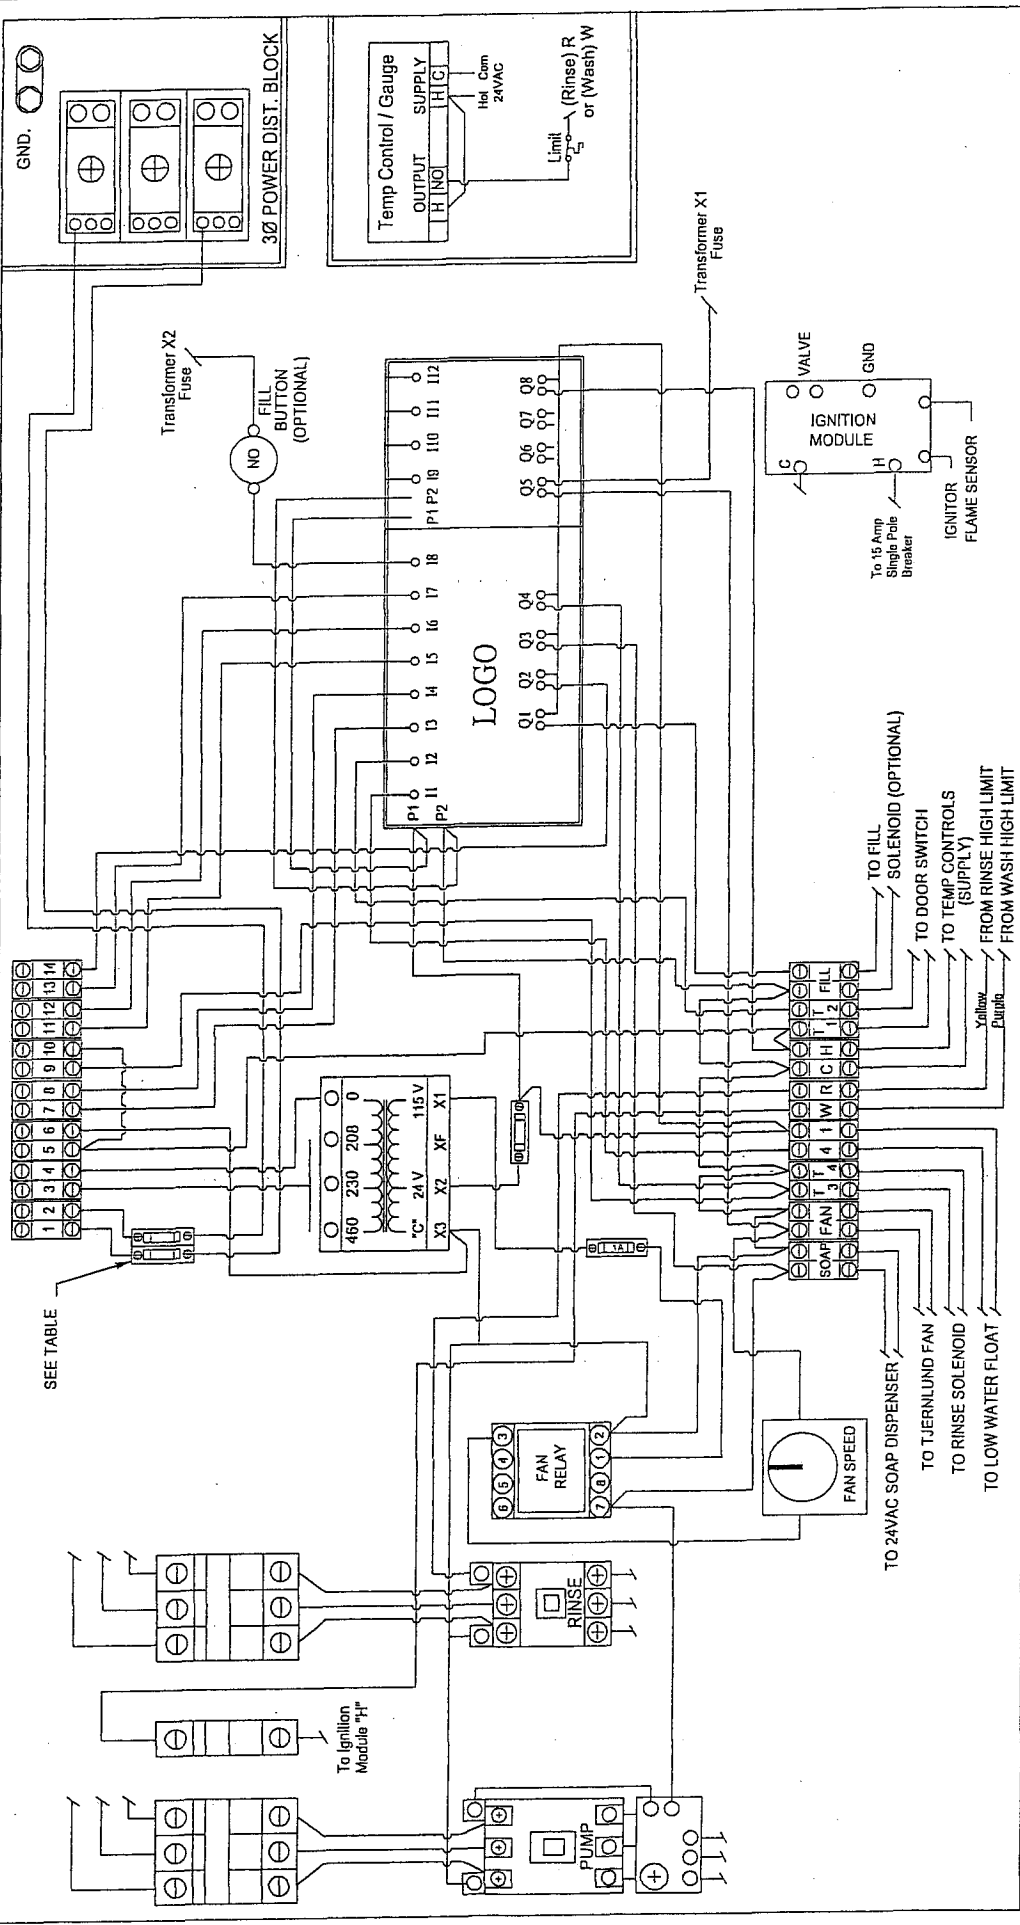 GND.
3Ø POWER DIST. BLOCK
Temp Control / Gauge
OUTPUT SUPPLY
H NO H C
Hot Com
24VAC
Limit
(Rinse) R
or (Wash) W
Transformer X2
Fuse
NO
FILL
BUTTON
(OPTIONAL)
Transformer X1
Fuse
SEE TABLE
1 2 3 4 5 6 7 8 9 10 11 12 13 14
460 230 208 0
"C" 24 V 115 V
X3 X2 XF X1
1A
P1
P2
I1 I2 I3 I4 I5 I6 I7 I8 P1 P2 I9 I10 I11 I12
LOGO
Q1 Q2 Q3 Q4 Q5 Q6 Q7 Q8
VALVE
GND
IGNITION
MODULE
C
H
To 15 Amp
Single Pole
Breaker
IGNITOR
FLAME SENSOR
SOAP FAN T3 T4 4 1 W R C H T1 T2 FILL
TO FILL
SOLENOID (OPTIONAL)
TO DOOR SWITCH
TO TEMP CONTROLS
(SUPPLY)
Yellow FROM RINSE HIGH LIMIT
Purple FROM WASH HIGH LIMIT
TO 24VAC SOAP DISPENSER
TO TJERNLUND FAN
TO RINSE SOLENOID
TO LOW WATER FLOAT
6 5 4 3
FAN
RELAY
7 8 1 2
FAN SPEED
RINSE
To Ignition
Module "H"
PUMP